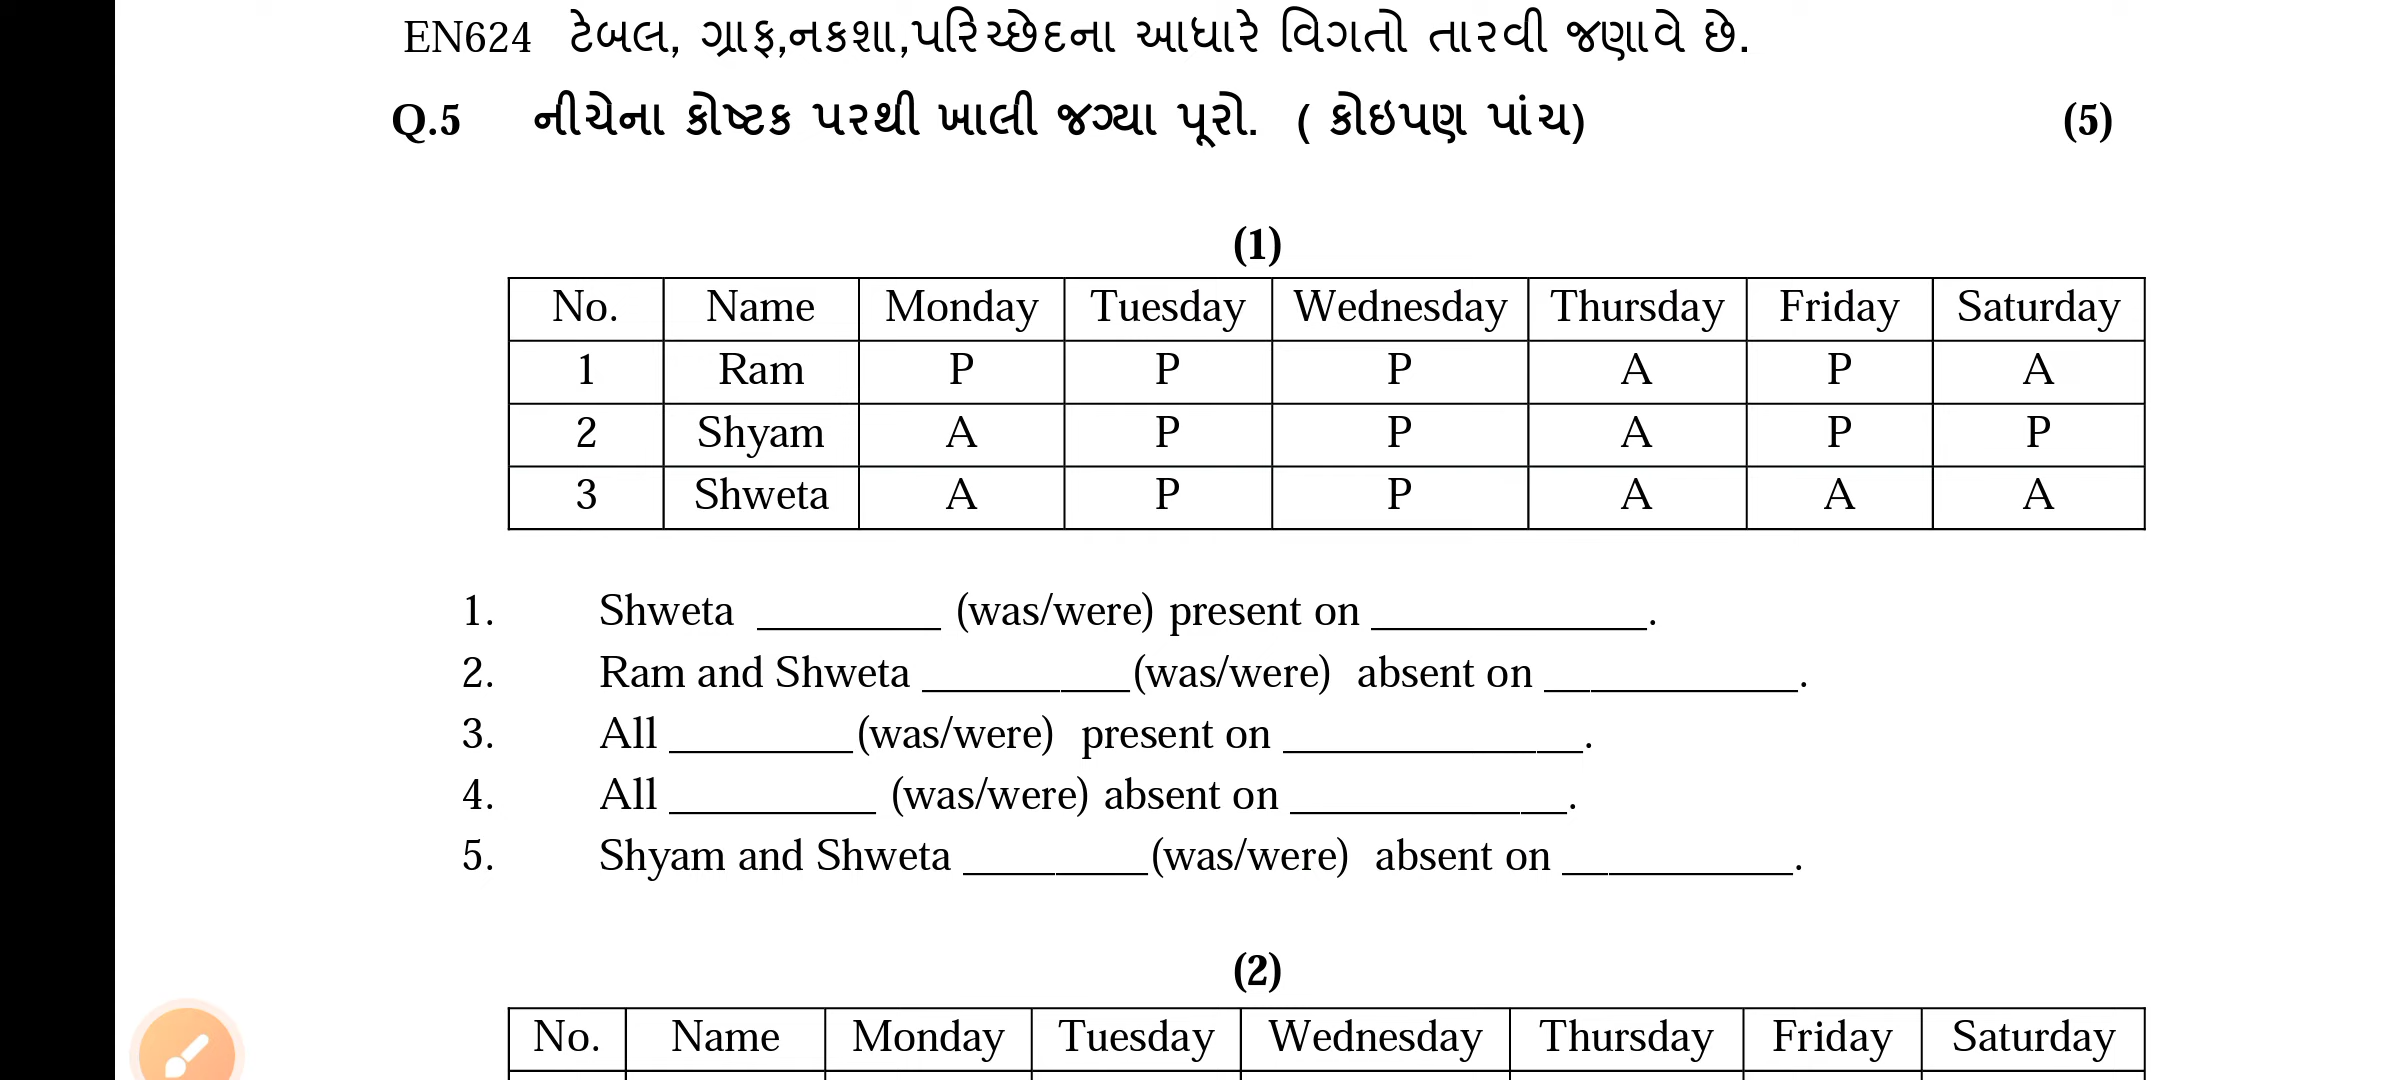 EN624 ટેબલ, ગ્રાફ,નકશા,પરિચ્છેદના આધારે વિગતો તારવી જણાવે છે.
Q.5 નીચેના કોષ્ટક પરથી ખાલી જગ્યા પૂરો. ( કોઇપણ પાંચ) (5)
(1)
No. Name Monday Tuesday Wednesday Thursday Friday Saturday
1 Ram P P P A P A
2 Shyam A P P A P P
3 Shweta A P P A A A
1. Shweta ________ (was/were) present on ____________.
2. Ram and Shweta _________(was/were) absent on ___________.
3. All ________(was/were) present on _____________.
4. All _________ (was/were) absent on ____________.
5. Shyam and Shweta ________(was/were) absent on __________.
(2)
No. Name Monday Tuesday Wednesday Thursday Friday Saturday